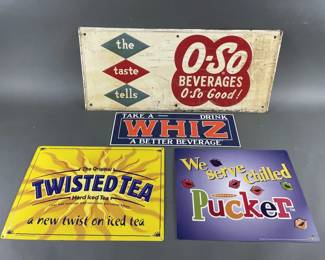 the
taste
tells
O-So
BEVERAGES
O-So Good!
TAKE A DRINK
WHIZ
A BETTER BEVERAGE
The Original
TWISTED TEA
Hard Iced Tea
a new twist on iced tea
We serve chilled
Pucker